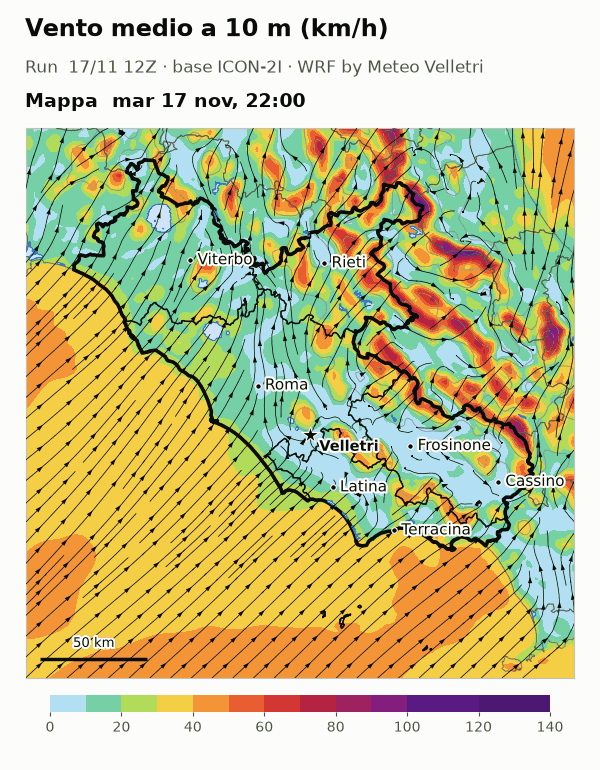 Vento medio a 10 m (km/h)
Run  17/11 12Z · base ICON-2I · WRF by Meteo Velletri
Mappa  mar 17 nov, 22:00
Viterbo
Rieti
Roma
Velletri
Frosinone
Cassino
Latina
Terracina
50 km
0 20 40 60 80 100 120 140